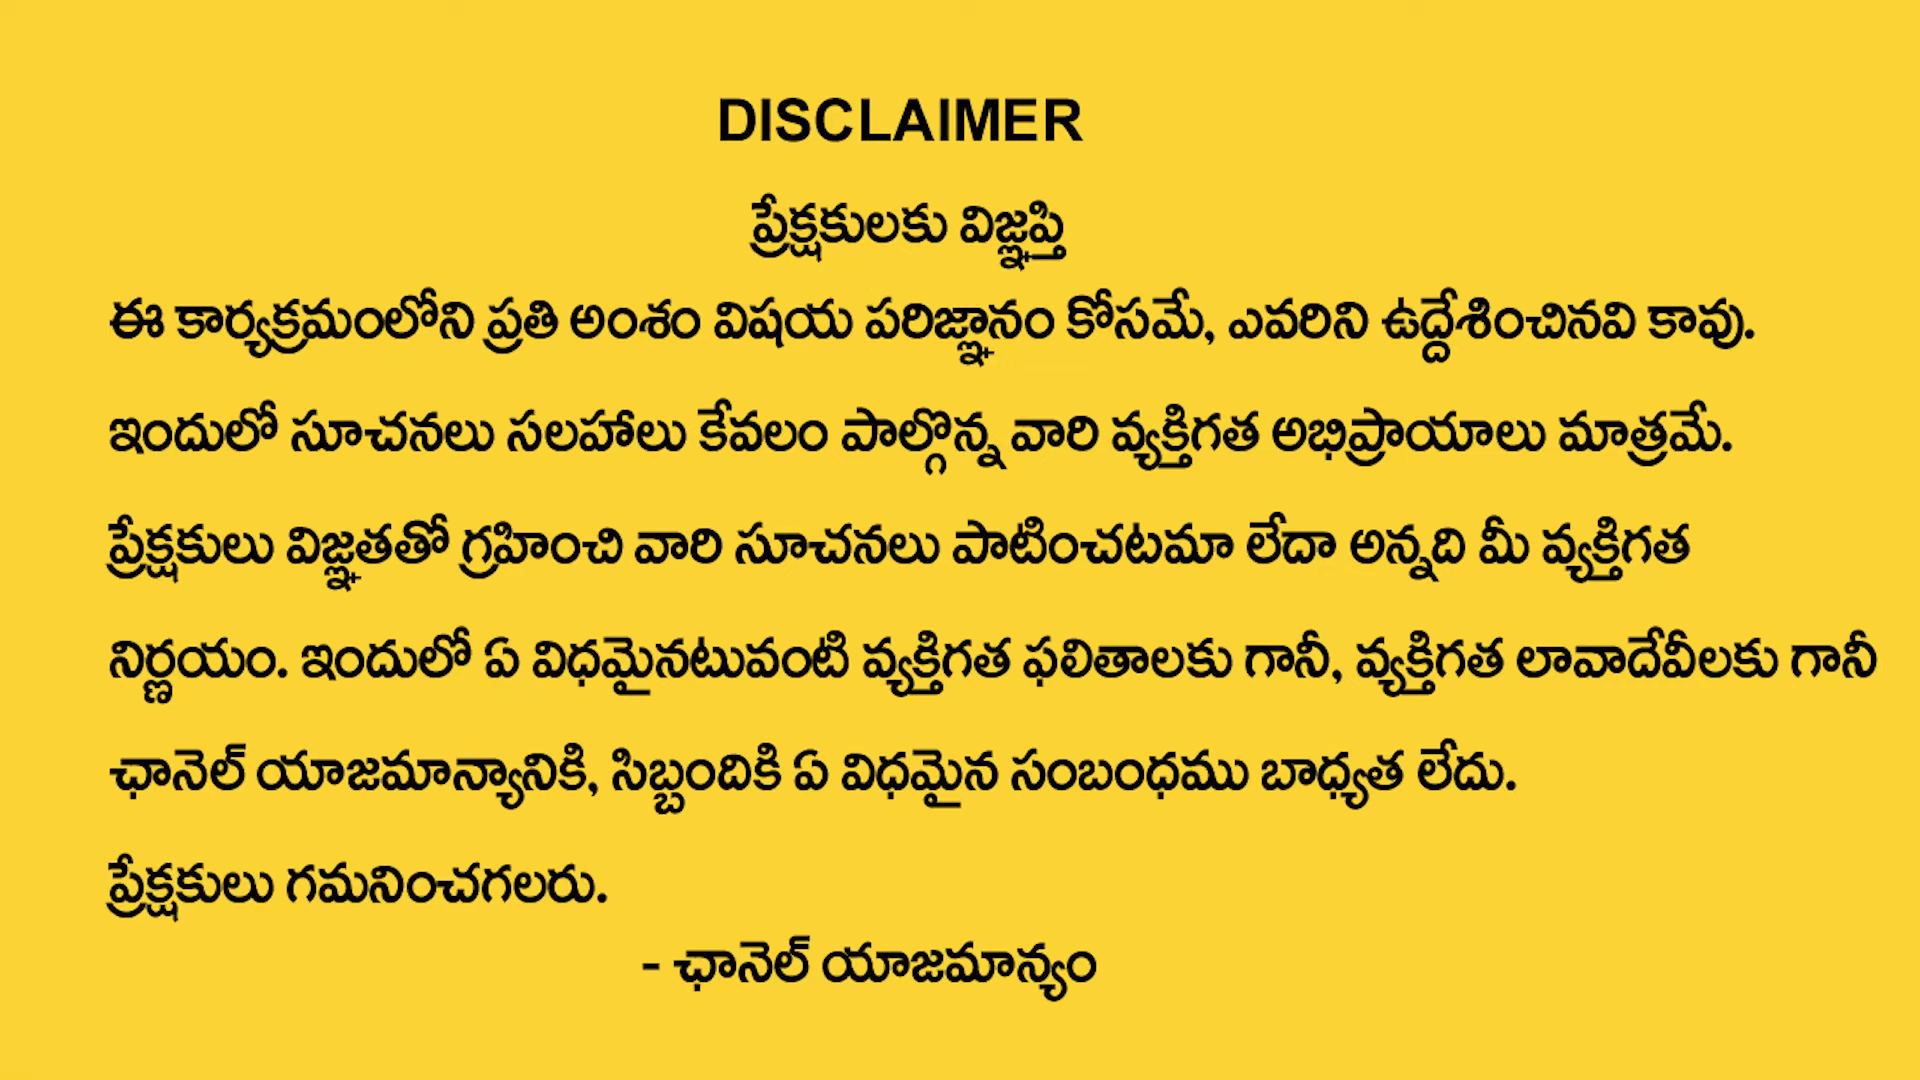 DISCLAIMER
ప్రేక్షకులకు విజ్ఞప్తి
ఈ కార్యక్రమంలోని ప్రతి అంశం విషయ పరిజ్ఞానం కోసమే, ఎవరిని ఉద్దేశించినవి కావు.
ఇందులో సూచనలు సలహాలు కేవలం పాల్గొన్న వారి వ్యక్తిగత అభిప్రాయాలు మాత్రమే.
ప్రేక్షకులు విజ్ఞతతో గ్రహించి వారి సూచనలు పాటించటమా లేదా అన్నది మీ వ్యక్తిగత
నిర్ణయం. ఇందులో ఏ విధమైనటువంటి వ్యక్తిగత ఫలితాలకు గానీ, వ్యక్తిగత లావాదేవీలకు గానీ
ఛానెల్ యాజమాన్యానికి, సిబ్బందికి ఏ విధమైన సంబంధము బాధ్యత లేదు.
ప్రేక్షకులు గమనించగలరు.
- ఛానెల్ యాజమాన్యం